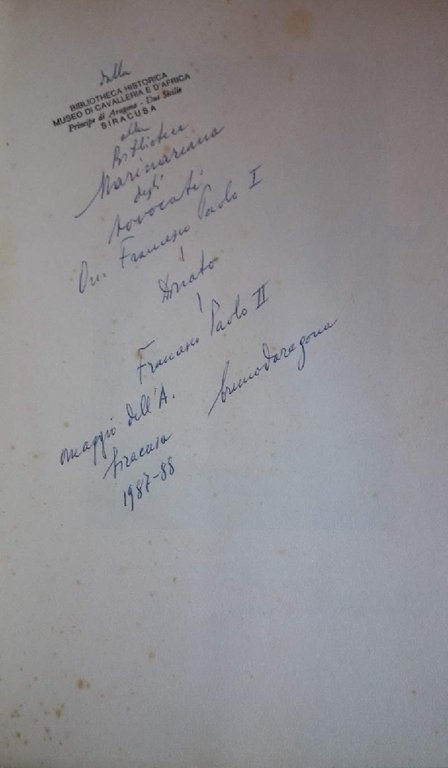 dalla
BIBLIOTHECA HISTORICA
MUSEO DI CAVALLERIA E D'AFRICA
Principe di Aragona - Due Sicilie
SIRACUSA
alla
Biblioteca
Marinariana
degli
Avvocati
On. Francesco Paolo I
Donato
Francesco Paolo II
omaggio dell'A.
Siracusa
1987-88